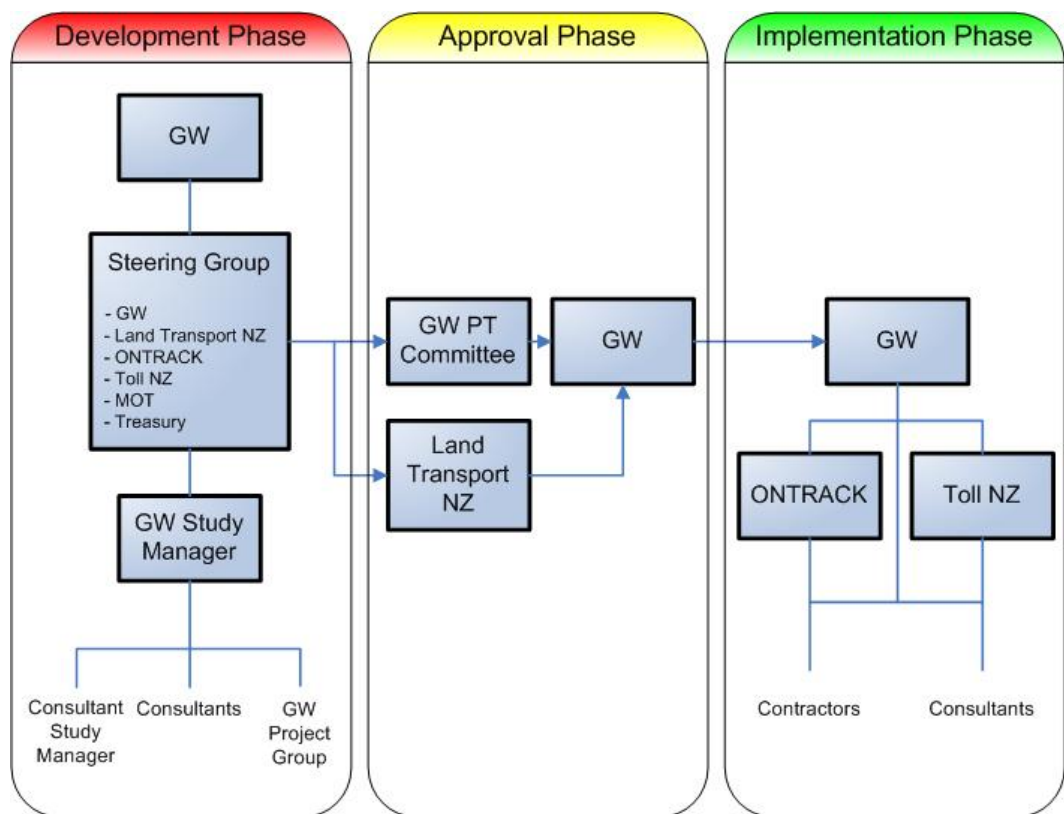 Development Phase
GW
Steering Group
- GW
- Land Transport NZ
- ONTRACK
- Toll NZ
- MOT
- Treasury
GW Study
Manager
Consultant
Study
Manager
Consultants
GW
Project
Group
Approval Phase
GW PT
Committee
GW
Land
Transport
NZ
Implementation Phase
GW
ONTRACK
Toll NZ
Contractors
Consultants